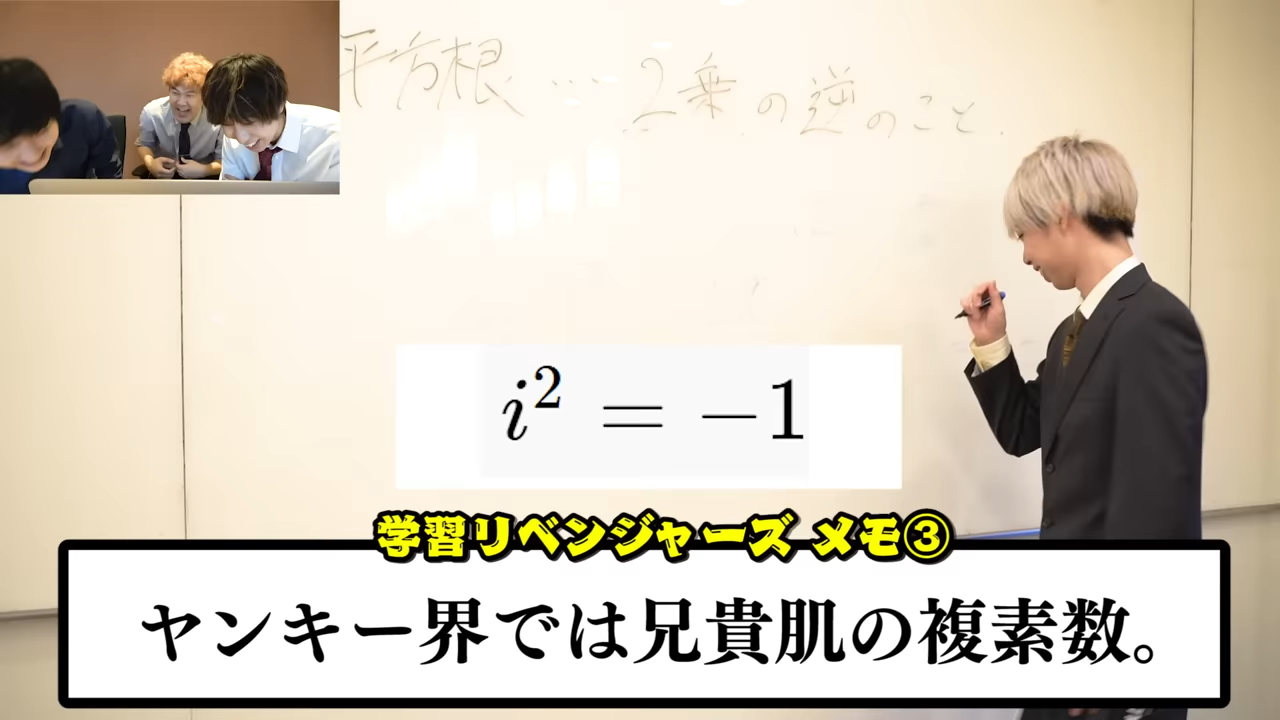 平方根…2乗の逆のこと.
i² = −1
学習リベンジャーズ メモ③
ヤンキー界では兄貴肌の複素数。